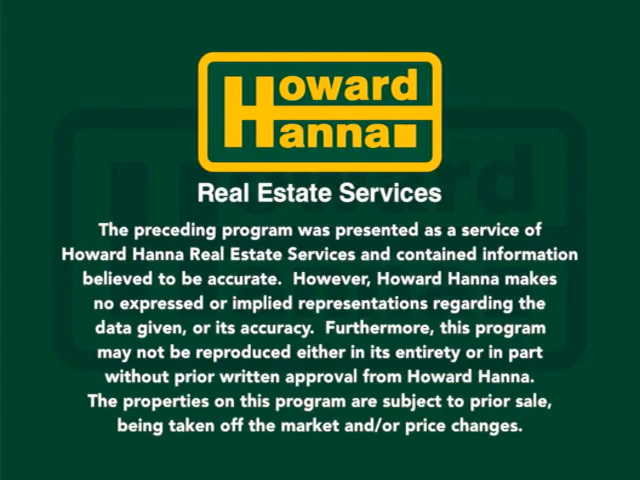 Howard
Hanna
Real Estate Services
The preceding program was presented as a service of
Howard Hanna Real Estate Services and contained information
believed to be accurate.  However, Howard Hanna makes
no expressed or implied representations regarding the
data given, or its accuracy.  Furthermore, this program
may not be reproduced either in its entirety or in part
without prior written approval from Howard Hanna.
The properties on this program are subject to prior sale,
being taken off the market and/or price changes.